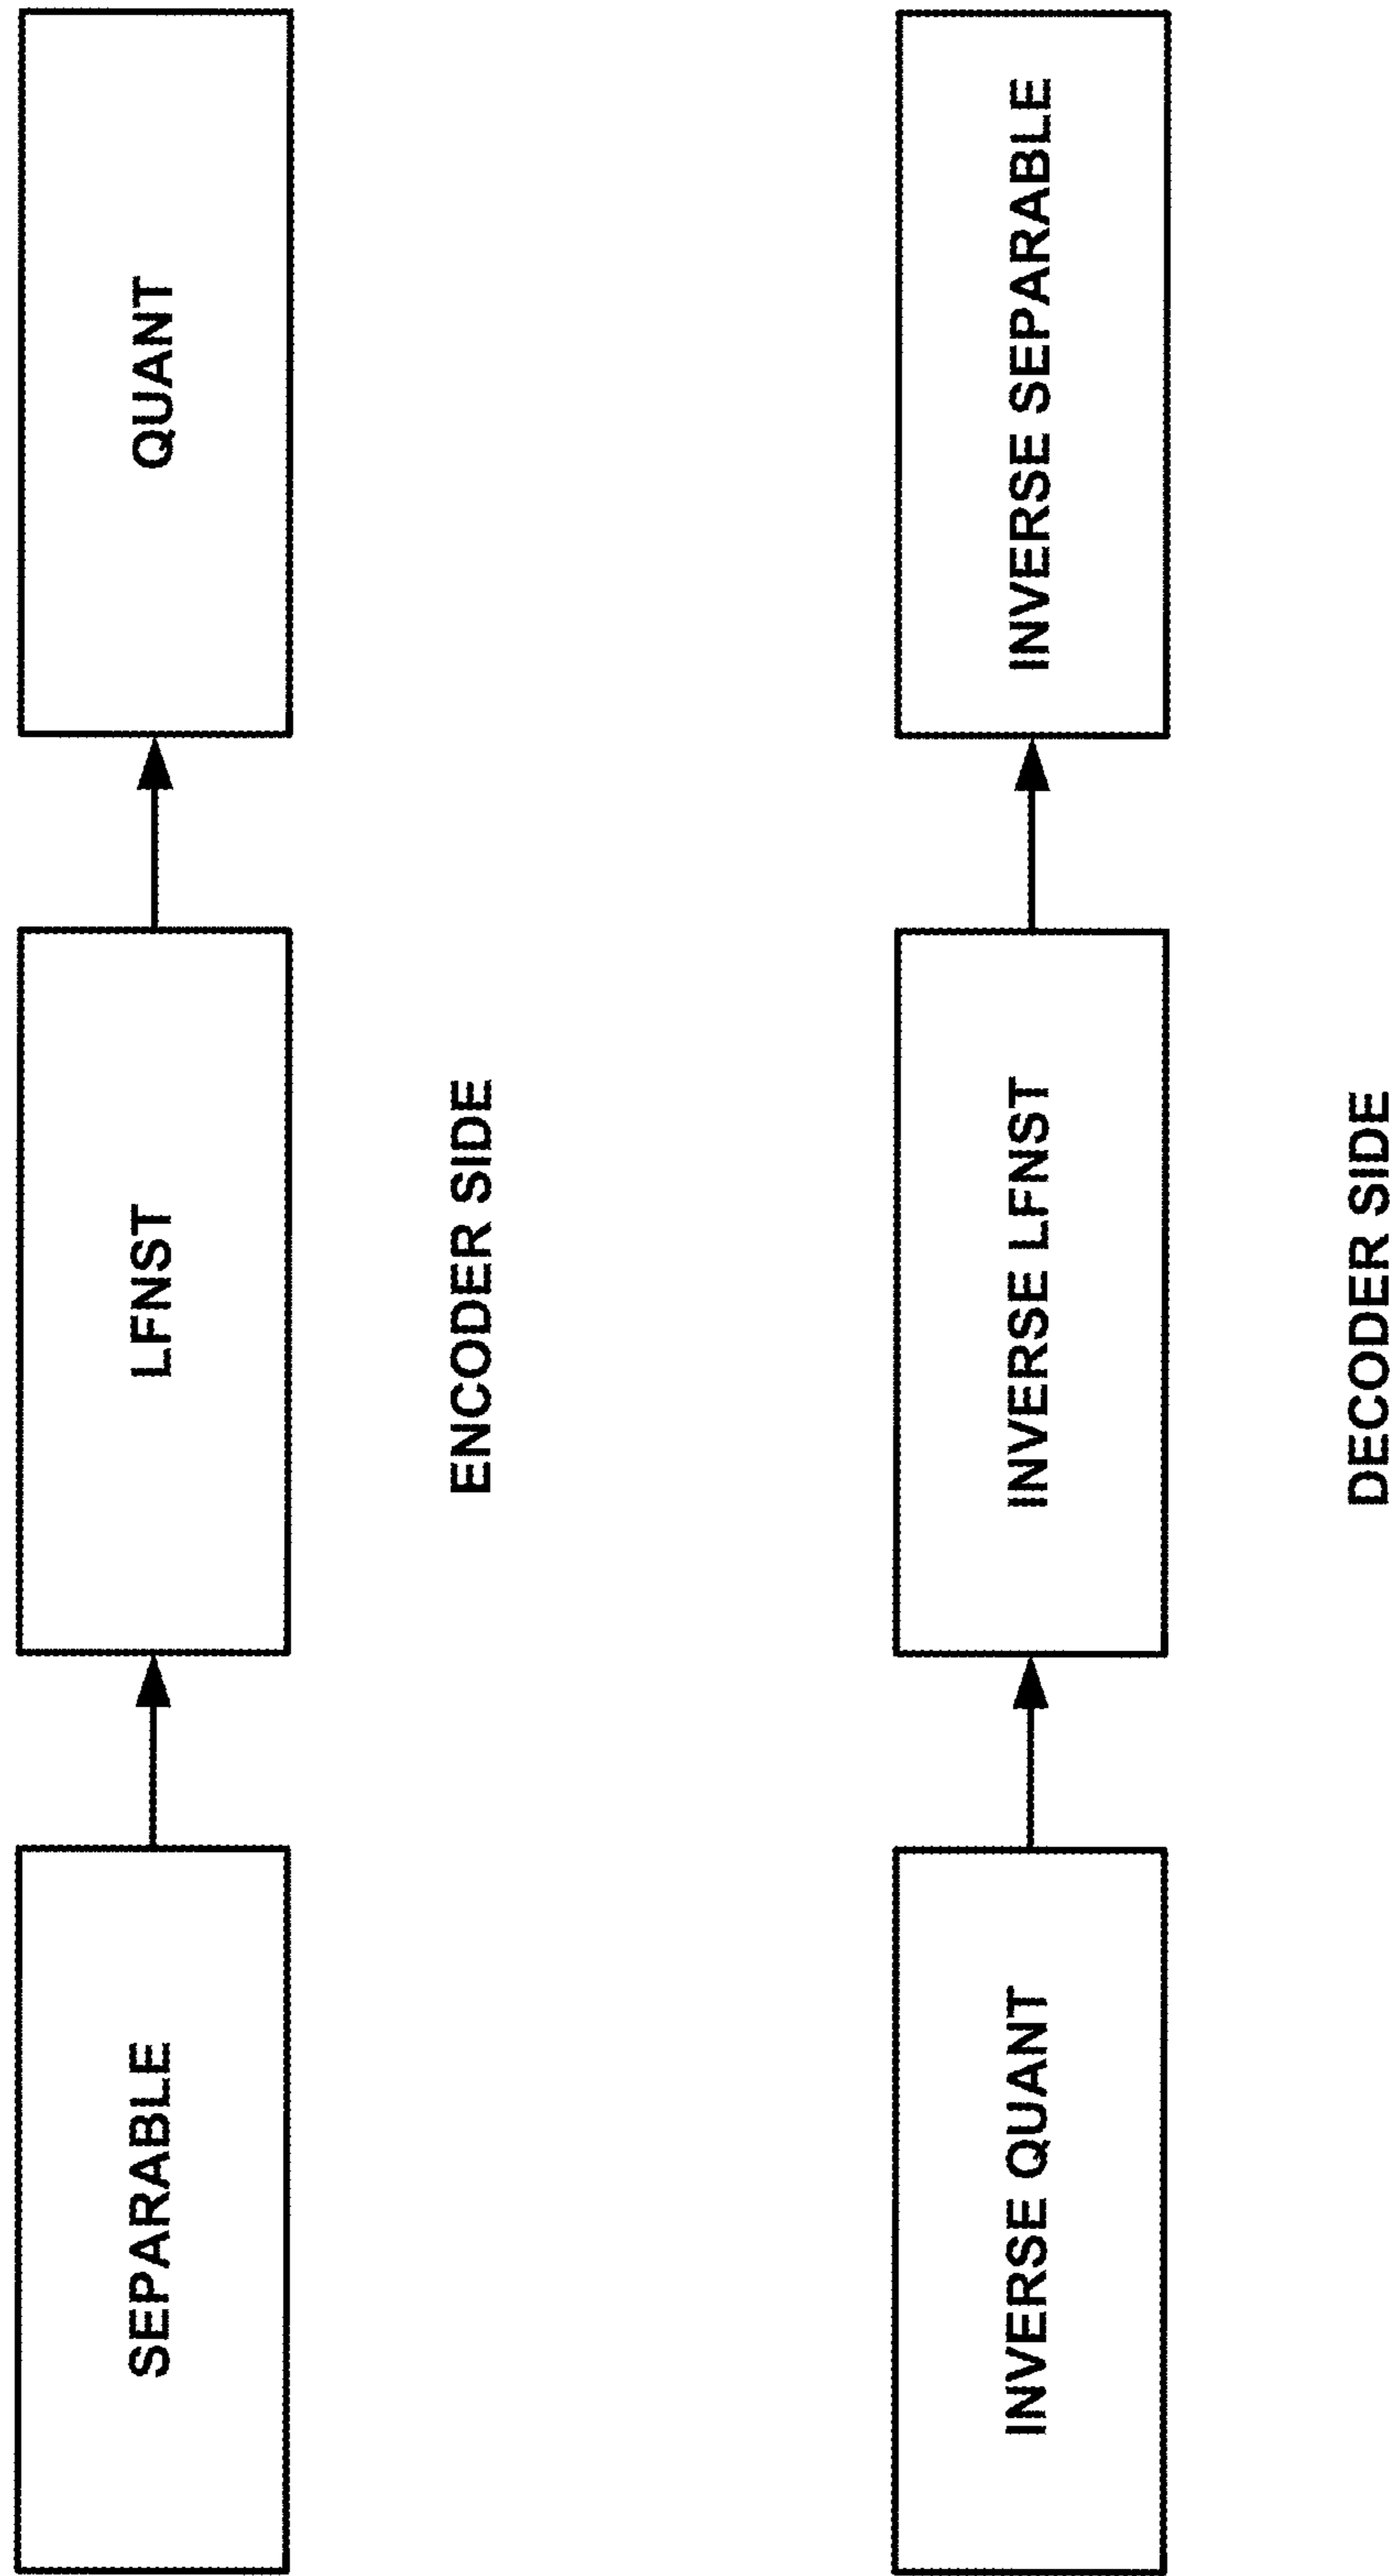 SEPARABLE
LFNST
QUANT
ENCODER SIDE
INVERSE QUANT
INVERSE LFNST
INVERSE SEPARABLE
DECODER SIDE